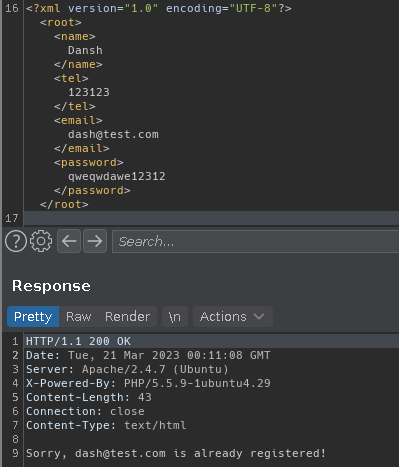 16 <?xml version="1.0" encoding="UTF-8"?>
<root>
<name>
Dansh
</name>
<tel>
123123
</tel>
<email>
dash@test.com
</email>
<password>
qweqwdawe12312
</password>
</root>
17
Search...
Response
Pretty Raw Render \n Actions
1 HTTP/1.1 200 OK
2 Date: Tue, 21 Mar 2023 00:11:08 GMT
3 Server: Apache/2.4.7 (Ubuntu)
4 X-Powered-By: PHP/5.5.9-1ubuntu4.29
5 Content-Length: 43
6 Connection: close
7 Content-Type: text/html
8
9 Sorry, dash@test.com is already registered!